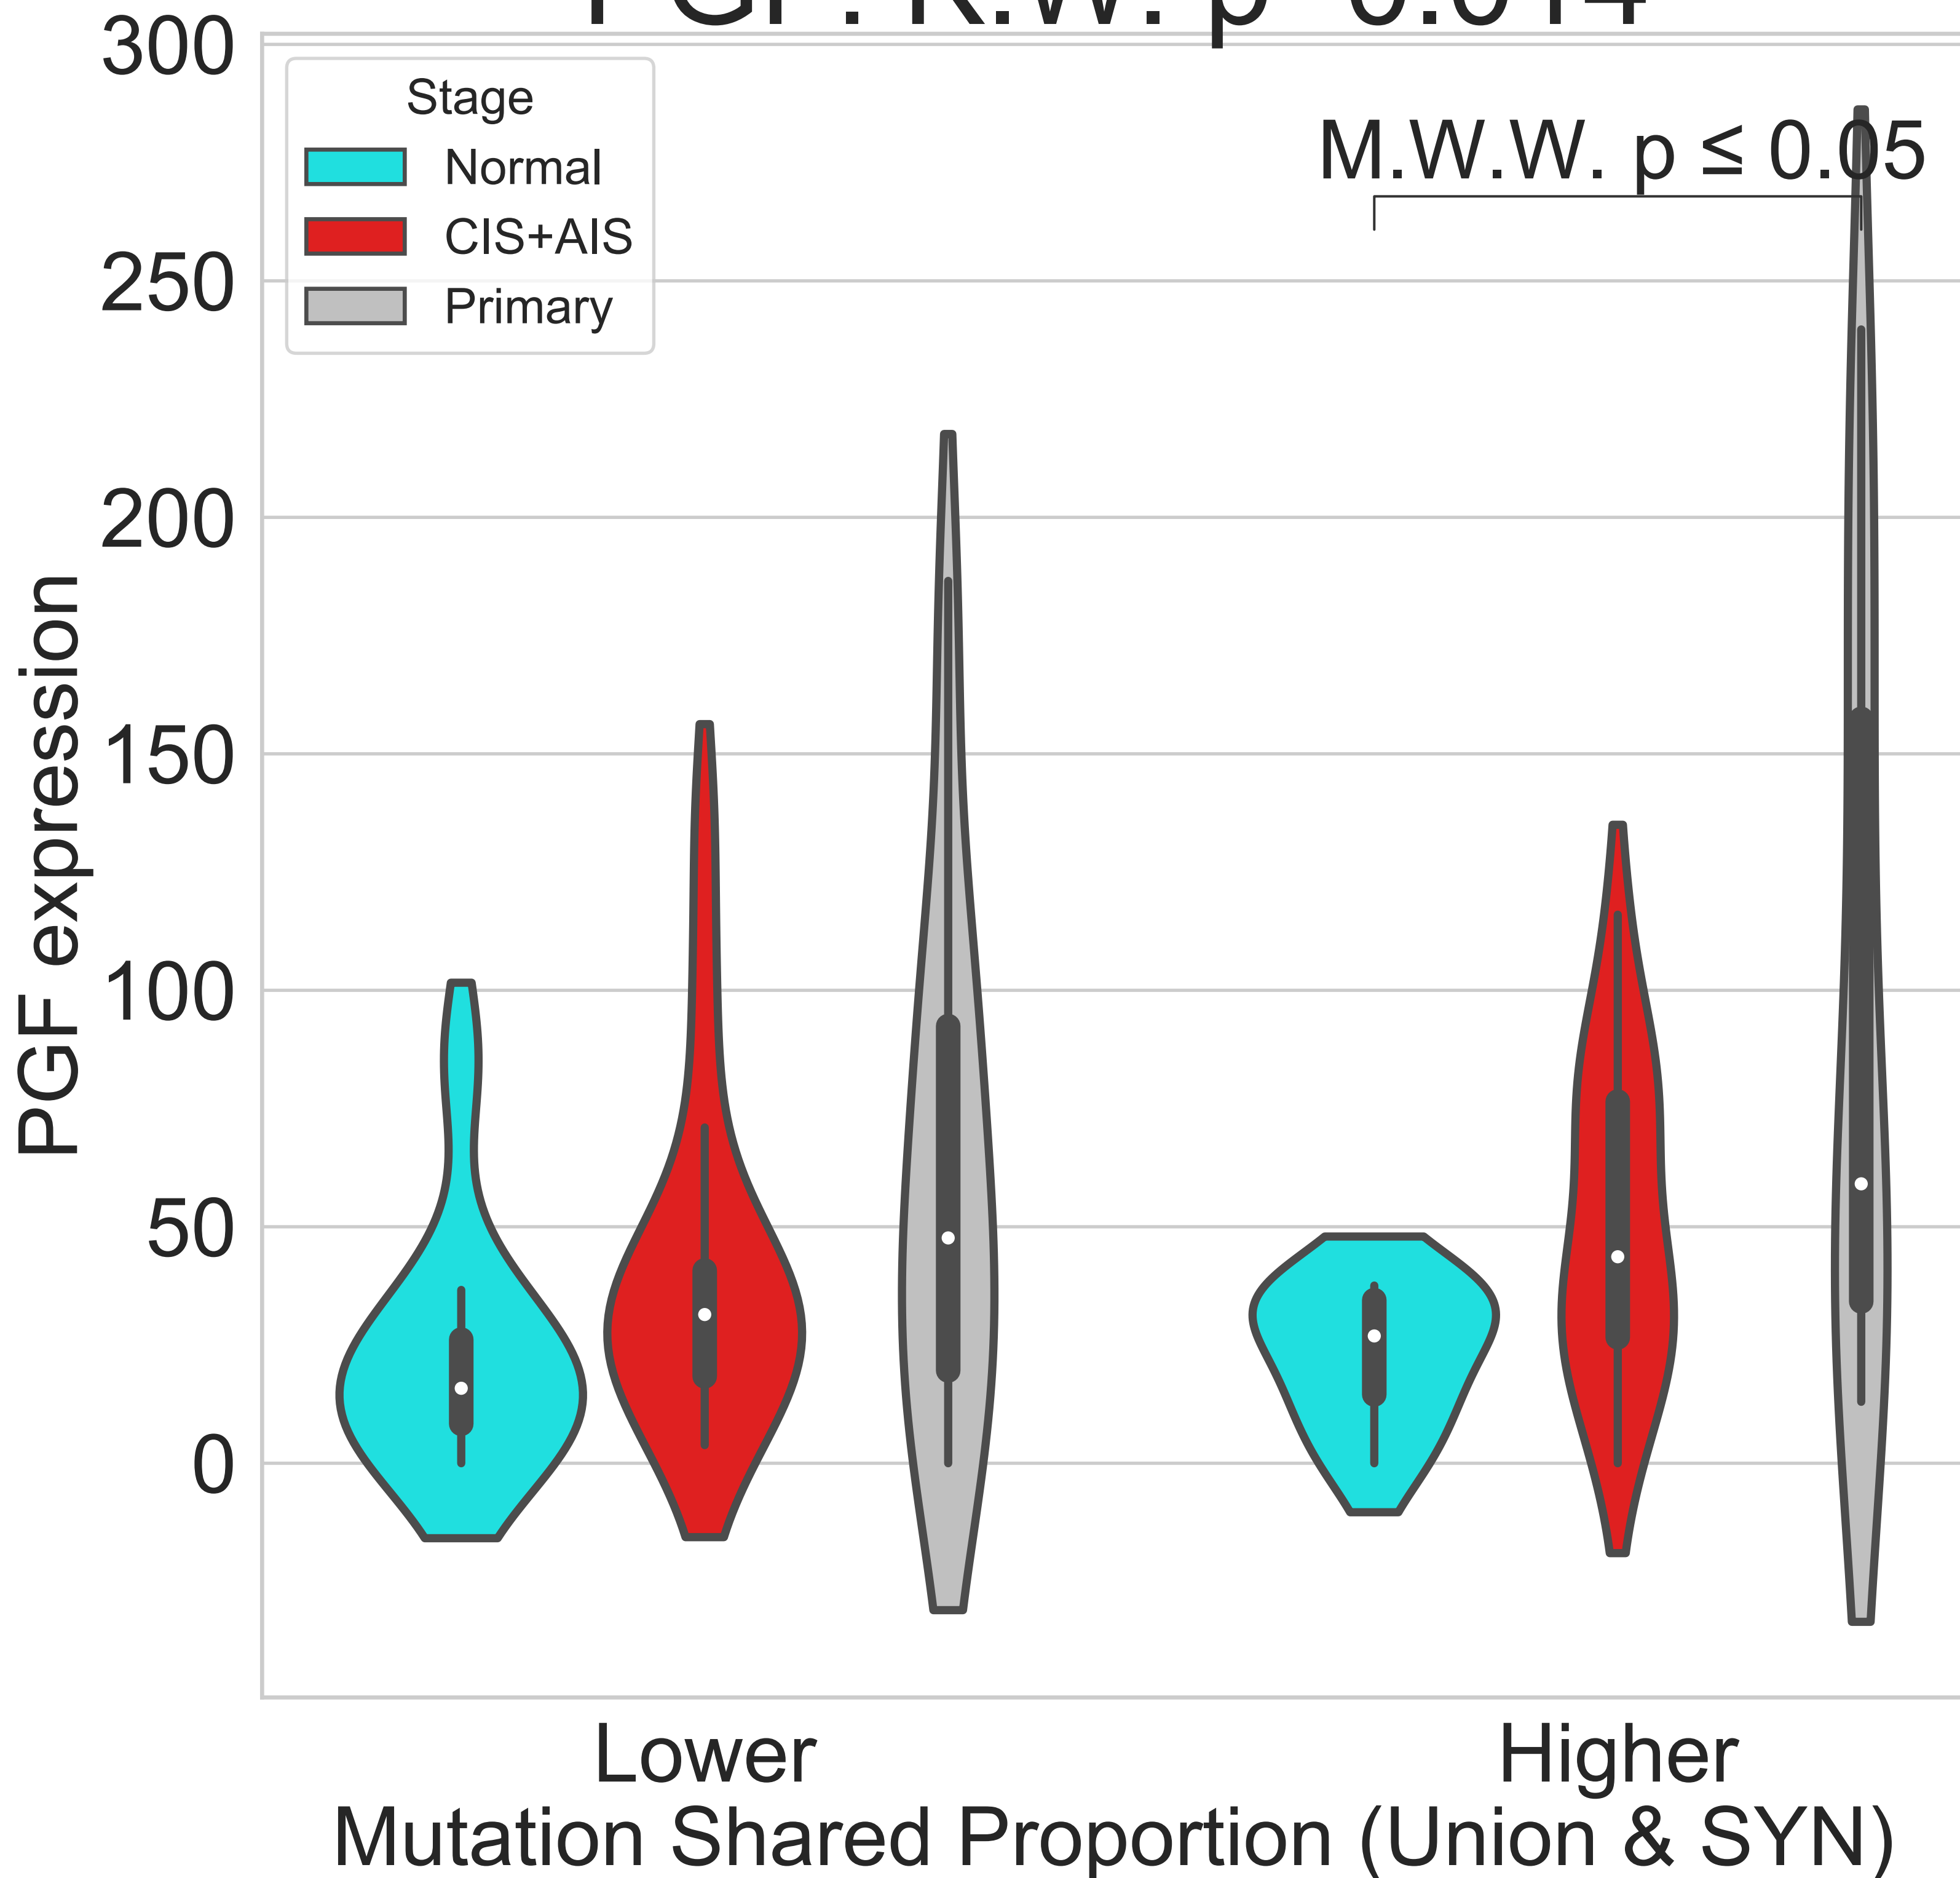 300
Stage
Normal
CIS+AIS
Primary
M.W.W. p ≤ 0.05
250
200
150
100
50
0
PGF expression
Lower
Higher
Mutation Shared Proportion (Union & SYN)